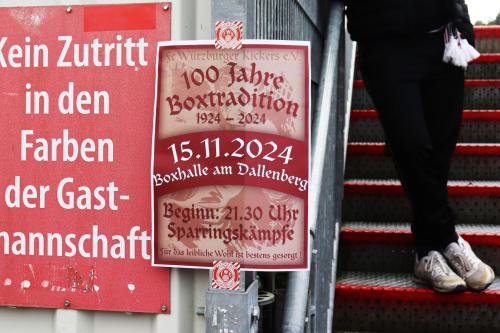 Kein Zutritt
in den
Farben
der Gast-
mannschaft
Fc Würzburger Kickers e.V.
100 Jahre
Boxtradition
1924 - 2024
15.11.2024
Boxhalle am Dallenberg
Beginn: 21.30 Uhr
Sparringskämpfe
Für das leibliche Wohl ist bestens gesorgt !